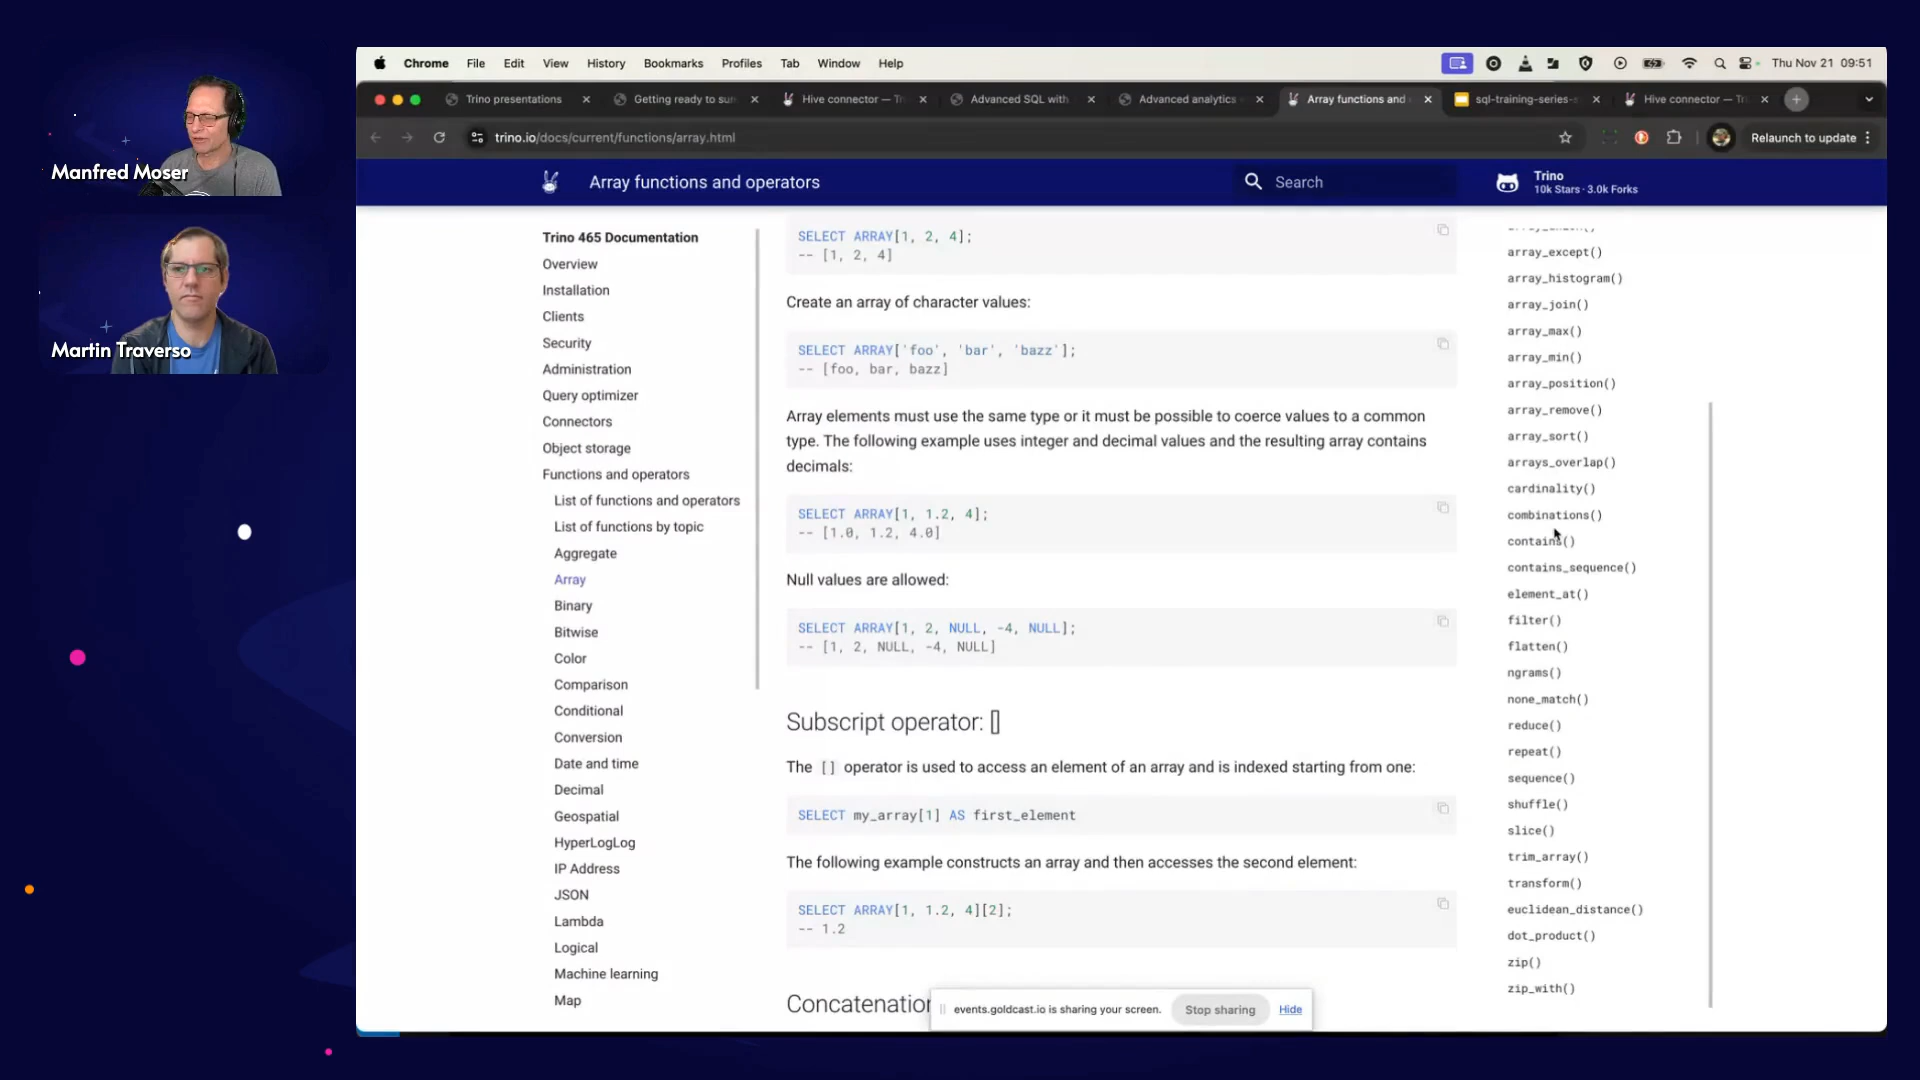 Manfred Moser
Martin Traverso
Chrome File Edit View History Bookmarks Profiles Tab Window Help
Thu Nov 21 09:51
Trino presentations
Getting ready to su
Hive connector — T
Advanced SQL with
Advanced analytics
Array functions and
sql-training-series-
Hive connector — Tr
trino.io/docs/current/functions/array.html
Relaunch to update
Array functions and operators
Search
Trino
10k Stars · 3.0k Forks
Trino 465 Documentation
Overview
Installation
Clients
Security
Administration
Query optimizer
Connectors
Object storage
Functions and operators
List of functions and operators
List of functions by topic
Aggregate
Array
Binary
Bitwise
Color
Comparison
Conditional
Conversion
Date and time
Decimal
Geospatial
HyperLogLog
IP Address
JSON
Lambda
Logical
Machine learning
Map
SELECT ARRAY[1, 2, 4];
-- [1, 2, 4]
Create an array of character values:
SELECT ARRAY['foo', 'bar', 'bazz'];
-- [foo, bar, bazz]
Array elements must use the same type or it must be possible to coerce values to a common
type. The following example uses integer and decimal values and the resulting array contains
decimals:
SELECT ARRAY[1, 1.2, 4];
-- [1.0, 1.2, 4.0]
Null values are allowed:
SELECT ARRAY[1, 2, NULL, -4, NULL];
-- [1, 2, NULL, -4, NULL]
Subscript operator: []
The [] operator is used to access an element of an array and is indexed starting from one:
SELECT my_array[1] AS first_element
The following example constructs an array and then accesses the second element:
SELECT ARRAY[1, 1.2, 4][2];
-- 1.2
Concatenation
array_except()
array_histogram()
array_join()
array_max()
array_min()
array_position()
array_remove()
array_sort()
arrays_overlap()
cardinality()
combinations()
contains()
contains_sequence()
element_at()
filter()
flatten()
ngrams()
none_match()
reduce()
repeat()
sequence()
shuffle()
slice()
trim_array()
transform()
euclidean_distance()
dot_product()
zip()
zip_with()
events.goldcast.io is sharing your screen.
Stop sharing
Hide